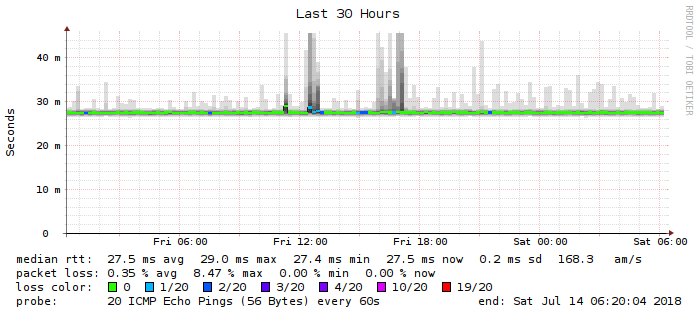 Last 30 Hours
RRDTOOL / TOBI OETIKER
Seconds
40 m
30 m
20 m
10 m
0
Fri 06:00 Fri 12:00 Fri 18:00 Sat 00:00 Sat 06:00
median rtt: 27.5 ms avg 29.0 ms max 27.4 ms min 27.5 ms now 0.2 ms sd 168.3 am/s
packet loss: 0.35 % avg 8.47 % max 0.00 % min 0.00 % now
loss color: 0 1/20 2/20 3/20 4/20 10/20 19/20
probe: 20 ICMP Echo Pings (56 Bytes) every 60s end: Sat Jul 14 06:20:04 2018